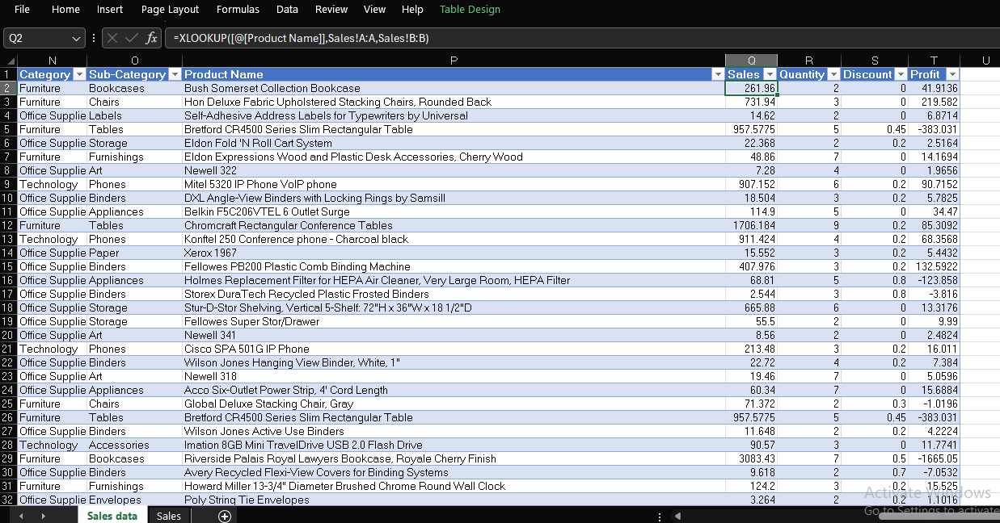 File Home Insert Page Layout Formulas Data Review View Help Table Design
Q2 fx =XLOOKUP([@[Product Name]],Sales!A:A,Sales!B:B)
N O P Q R S T U
1 Category Sub-Category Product Name Sales Quantity Discount Profit
2 Furniture Bookcases Bush Somerset Collection Bookcase 261.96 2 0 41.9136
3 Furniture Chairs Hon Deluxe Fabric Upholstered Stacking Chairs, Rounded Back 731.94 3 0 219.582
4 Office Supplie Labels Self-Adhesive Address Labels for Typewriters by Universal 14.62 2 0 6.8714
5 Furniture Tables Bretford CR4500 Series Slim Rectangular Table 957.5775 5 0.45 -383.031
6 Office Supplie Storage Eldon Fold 'N Roll Cart System 22.368 2 0.2 2.5164
7 Furniture Furnishings Eldon Expressions Wood and Plastic Desk Accessories, Cherry Wood 48.86 7 0 14.1694
8 Office Supplie Art Newell 322 7.28 4 0 1.9656
9 Technology Phones Mitel 5320 IP Phone VoIP phone 907.152 6 0.2 90.7152
10 Office Supplie Binders DXL Angle-View Binders with Locking Rings by Samsill 18.504 3 0.2 5.7825
11 Office Supplie Appliances Belkin F5C206VTEL 6 Outlet Surge 114.9 5 0 34.47
12 Furniture Tables Chromcraft Rectangular Conference Tables 1706.184 9 0.2 85.3092
13 Technology Phones Konftel 250 Conference phone - Charcoal black 911.424 4 0.2 68.3568
14 Office Supplie Paper Xerox 1967 15.552 3 0.2 5.4432
15 Office Supplie Binders Fellowes PB200 Plastic Comb Binding Machine 407.976 3 0.2 132.5922
16 Office Supplie Appliances Holmes Replacement Filter for HEPA Air Cleaner, Very Large Room, HEPA Filter 68.81 5 0.8 -123.858
17 Office Supplie Binders Storex DuraTech Recycled Plastic Frosted Binders 2.544 3 0.8 -3.816
18 Office Supplie Storage Stur-D-Stor Shelving, Vertical 5-Shelf: 72"H x 36"W x 18 1/2"D 665.88 6 0 13.3176
19 Office Supplie Storage Fellowes Super Stor/Drawer 55.5 2 0 9.99
20 Office Supplie Art Newell 341 8.56 2 0 2.4824
21 Technology Phones Cisco SPA 501G IP Phone 213.48 3 0.2 16.011
22 Office Supplie Binders Wilson Jones Hanging View Binder, White, 1" 22.72 4 0.2 7.384
23 Office Supplie Art Newell 318 19.46 7 0 5.0596
24 Office Supplie Appliances Acco Six-Outlet Power Strip, 4' Cord Length 60.34 7 0 15.6884
25 Furniture Chairs Global Deluxe Stacking Chair, Gray 71.372 2 0.3 -1.0196
26 Furniture Tables Bretford CR4500 Series Slim Rectangular Table 957.5775 5 0.45 -383.031
27 Office Supplie Binders Wilson Jones Active Use Binders 11.648 2 0.2 4.2224
28 Technology Accessories Imation 8GB Mini TravelDrive USB 2.0 Flash Drive 90.57 3 0 11.7741
29 Furniture Bookcases Riverside Palais Royal Lawyers Bookcase, Royale Cherry Finish 3083.43 7 0.5 -1665.05
30 Office Supplie Binders Avery Recycled Flexi-View Covers for Binding Systems 9.618 2 0.7 -7.0532
31 Furniture Furnishings Howard Miller 13-3/4" Diameter Brushed Chrome Round Wall Clock 124.2 3 0.2 15.525
32 Office Supplie Envelopes Poly String Tie Envelopes 3.264 2 0.2 1.1016
Activate Windows
Go to Settings to activate
Sales data Sales